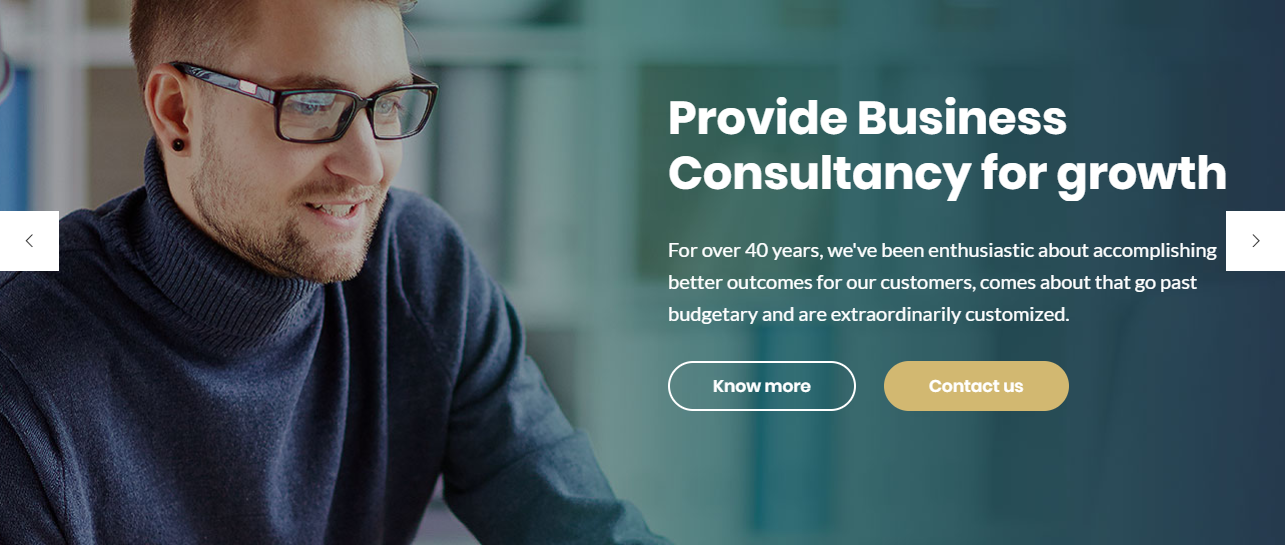 Provide Business
Consultancy for growth
For over 40 years, we've been enthusiastic about accomplishing
better outcomes for our customers, comes about that go past
budgetary and are extraordinarily customized.
Know more
Contact us